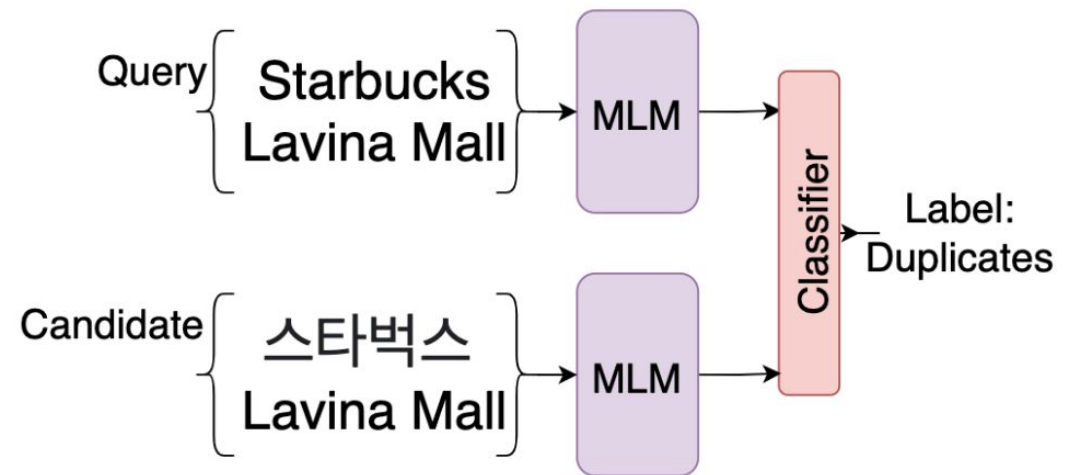 Query
Starbucks
Lavina Mall
MLM
Classifier
Label:
Duplicates
Candidate
스타벅스
Lavina Mall
MLM